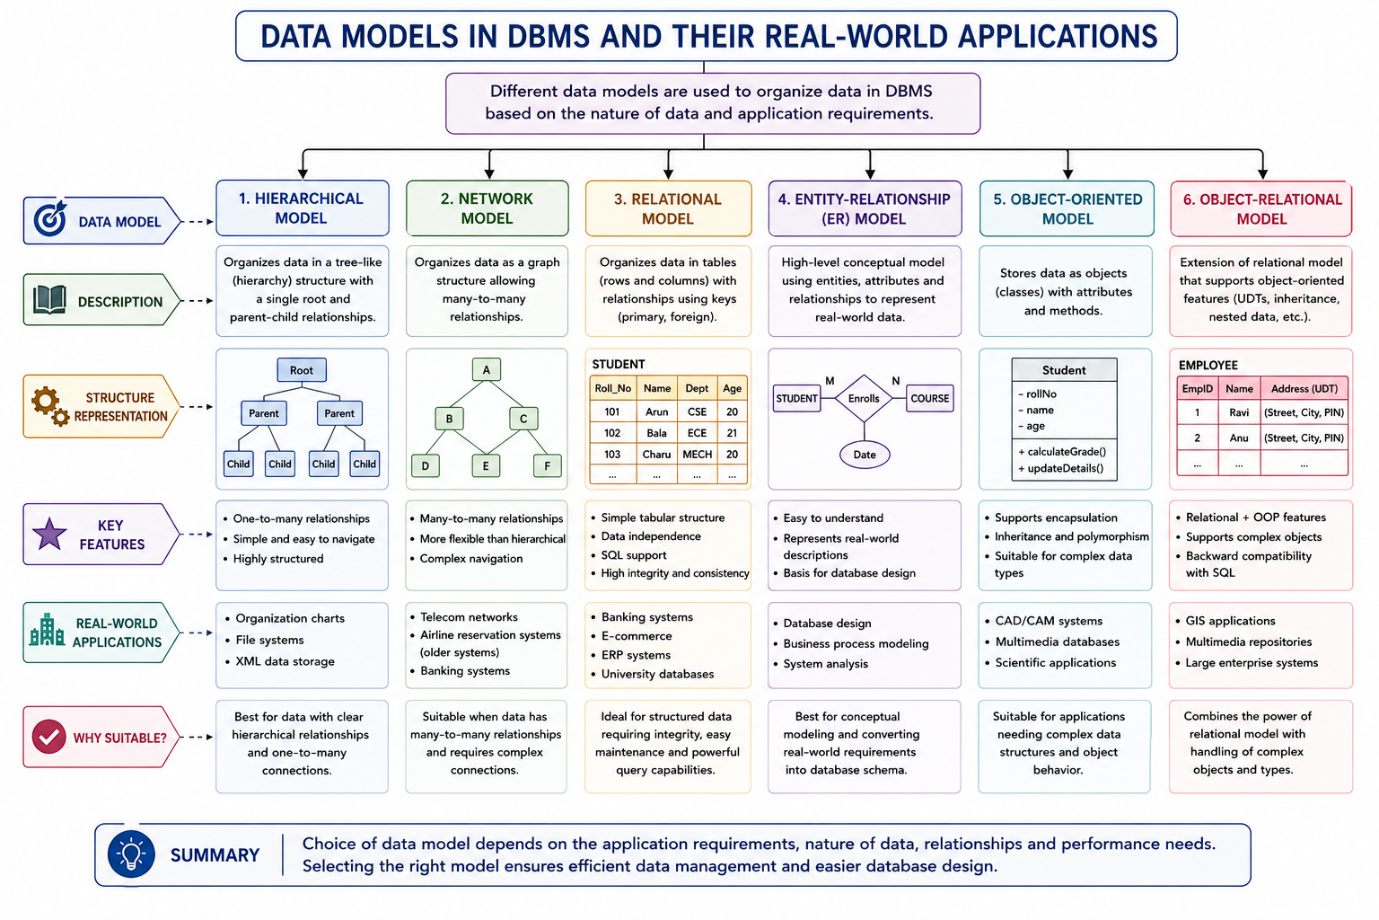 DATA MODELS IN DBMS AND THEIR REAL-WORLD APPLICATIONS
Different data models are used to organize data in DBMS
based on the nature of data and application requirements.
DATA MODEL
1. HIERARCHICAL
MODEL
2. NETWORK
MODEL
3. RELATIONAL
MODEL
4. ENTITY-RELATIONSHIP
(ER) MODEL
5. OBJECT-ORIENTED
MODEL
6. OBJECT-RELATIONAL
MODEL
DESCRIPTION
Organizes data in a tree-like
(hierarchy) structure with
a single root and
parent-child relationships.
Organizes data as a graph
structure allowing
many-to-many
relationships.
Organizes data in tables
(rows and columns) with
relationships using keys
(primary, foreign).
High-level conceptual model
using entities, attributes and
relationships to represent
real-world data.
Stores data as objects
(classes) with attributes
and methods.
Extension of relational model
that supports object-oriented
features (UDTs, inheritance,
nested data, etc.).
STRUCTURE
REPRESENTATION
Root
Parent Parent
Child Child Child Child
A
B C
D E F
STUDENT
Roll_No Name Dept Age
101 Arun CSE 20
102 Bala ECE 21
103 Charu MECH 20
... ... ... ...
M N
STUDENT Enrolls COURSE
Date
Student
- rollNo
- name
- age
+ calculateGrade()
+ updateDetails()
EMPLOYEE
EmpID Name Address (UDT)
1 Ravi (Street, City, PIN)
2 Anu (Street, City, PIN)
... ... ...
KEY
FEATURES
• One-to-many relationships
• Simple and easy to navigate
• Highly structured
• Many-to-many relationships
• More flexible than hierarchical
• Complex navigation
• Simple tabular structure
• Data independence
• SQL support
• High integrity and consistency
• Easy to understand
• Represents real-world
descriptions
• Basis for database design
• Supports encapsulation
• Inheritance and polymorphism
• Suitable for complex data
types
• Relational + OOP features
• Supports complex objects
• Backward compatibility
with SQL
REAL-WORLD
APPLICATIONS
• Organization charts
• File systems
• XML data storage
• Telecom networks
• Airline reservation systems
(older systems)
• Banking systems
• Banking systems
• E-commerce
• ERP systems
• University databases
• Database design
• Business process modeling
• System analysis
• CAD/CAM systems
• Multimedia databases
• Scientific applications
• GIS applications
• Multimedia repositories
• Large enterprise systems
WHY SUITABLE?
Best for data with clear
hierarchical relationships
and one-to-many
connections.
Suitable when data has
many-to-many relationships
and requires complex
connections.
Ideal for structured data
requiring integrity, easy
maintenance and powerful
query capabilities.
Best for conceptual
modeling and converting
real-world requirements
into database schema.
Suitable for applications
needing complex data
structures and object
behavior.
Combines the power of
relational model with
handling of complex
objects and types.
SUMMARY
Choice of data model depends on the application requirements, nature of data, relationships and performance needs.
Selecting the right model ensures efficient data management and easier database design.